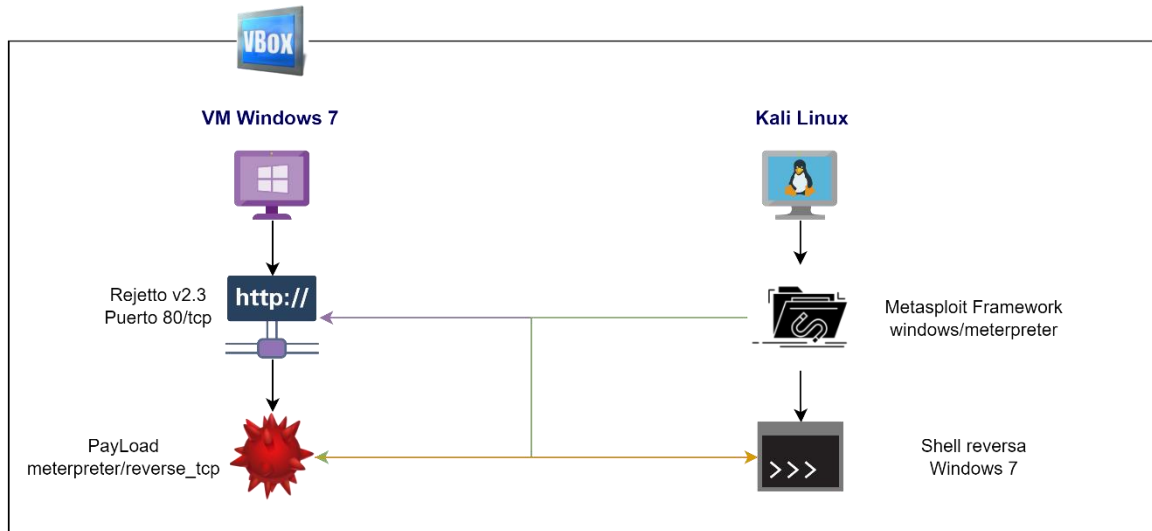 VBOX
VM Windows 7
Kali Linux
http://
Rejetto v2.3
Puerto 80/tcp
Metasploit Framework
windows/meterpreter
PayLoad
meterpreter/reverse_tcp
>>>
Shell reversa
Windows 7